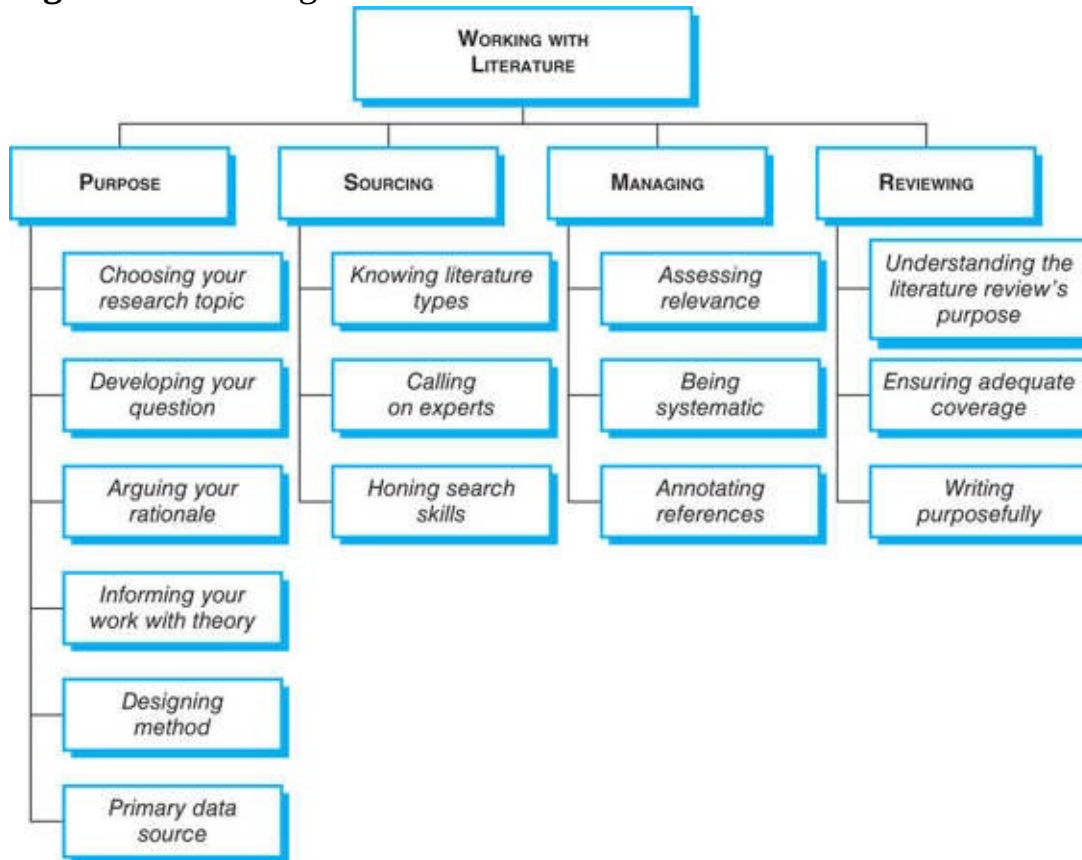 WORKING WITH
LITERATURE
PURPOSE
SOURCING
MANAGING
REVIEWING
Choosing your
research topic
Developing your
question
Arguing your
rationale
Informing your
work with theory
Designing
method
Primary data
source
Knowing literature
types
Calling
on experts
Honing search
skills
Assessing
relevance
Being
systematic
Annotating
references
Understanding the
literature review's
purpose
Ensuring adequate
coverage
Writing
purposefully